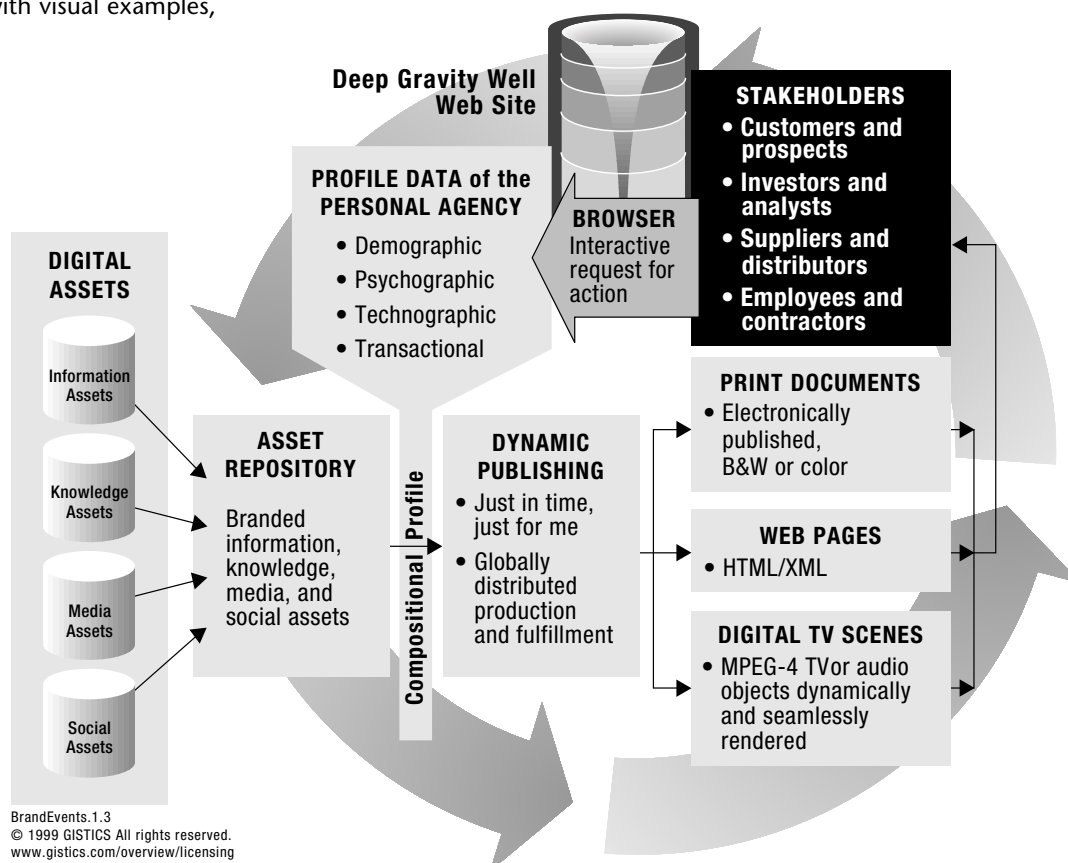 with visual examples,
Deep Gravity Well
Web Site
STAKEHOLDERS
• Customers and
prospects
• Investors and
analysts
• Suppliers and
distributors
• Employees and
contractors
PROFILE DATA of the
PERSONAL AGENCY
• Demographic
• Psychographic
• Technographic
• Transactional
BROWSER
Interactive
request for
action
DIGITAL
ASSETS
Information
Assets
Knowledge
Assets
Media
Assets
Social
Assets
ASSET
REPOSITORY
Branded
information,
knowledge,
media, and
social assets
Compositional Profile
DYNAMIC
PUBLISHING
• Just in time,
just for me
• Globally
distributed
production
and fulfillment
PRINT DOCUMENTS
• Electronically
published,
B&W or color
WEB PAGES
• HTML/XML
DIGITAL TV SCENES
• MPEG-4 TVor audio
objects dynamically
and seamlessly
rendered
BrandEvents.1.3
© 1999 GISTICS All rights reserved.
www.gistics.com/overview/licensing